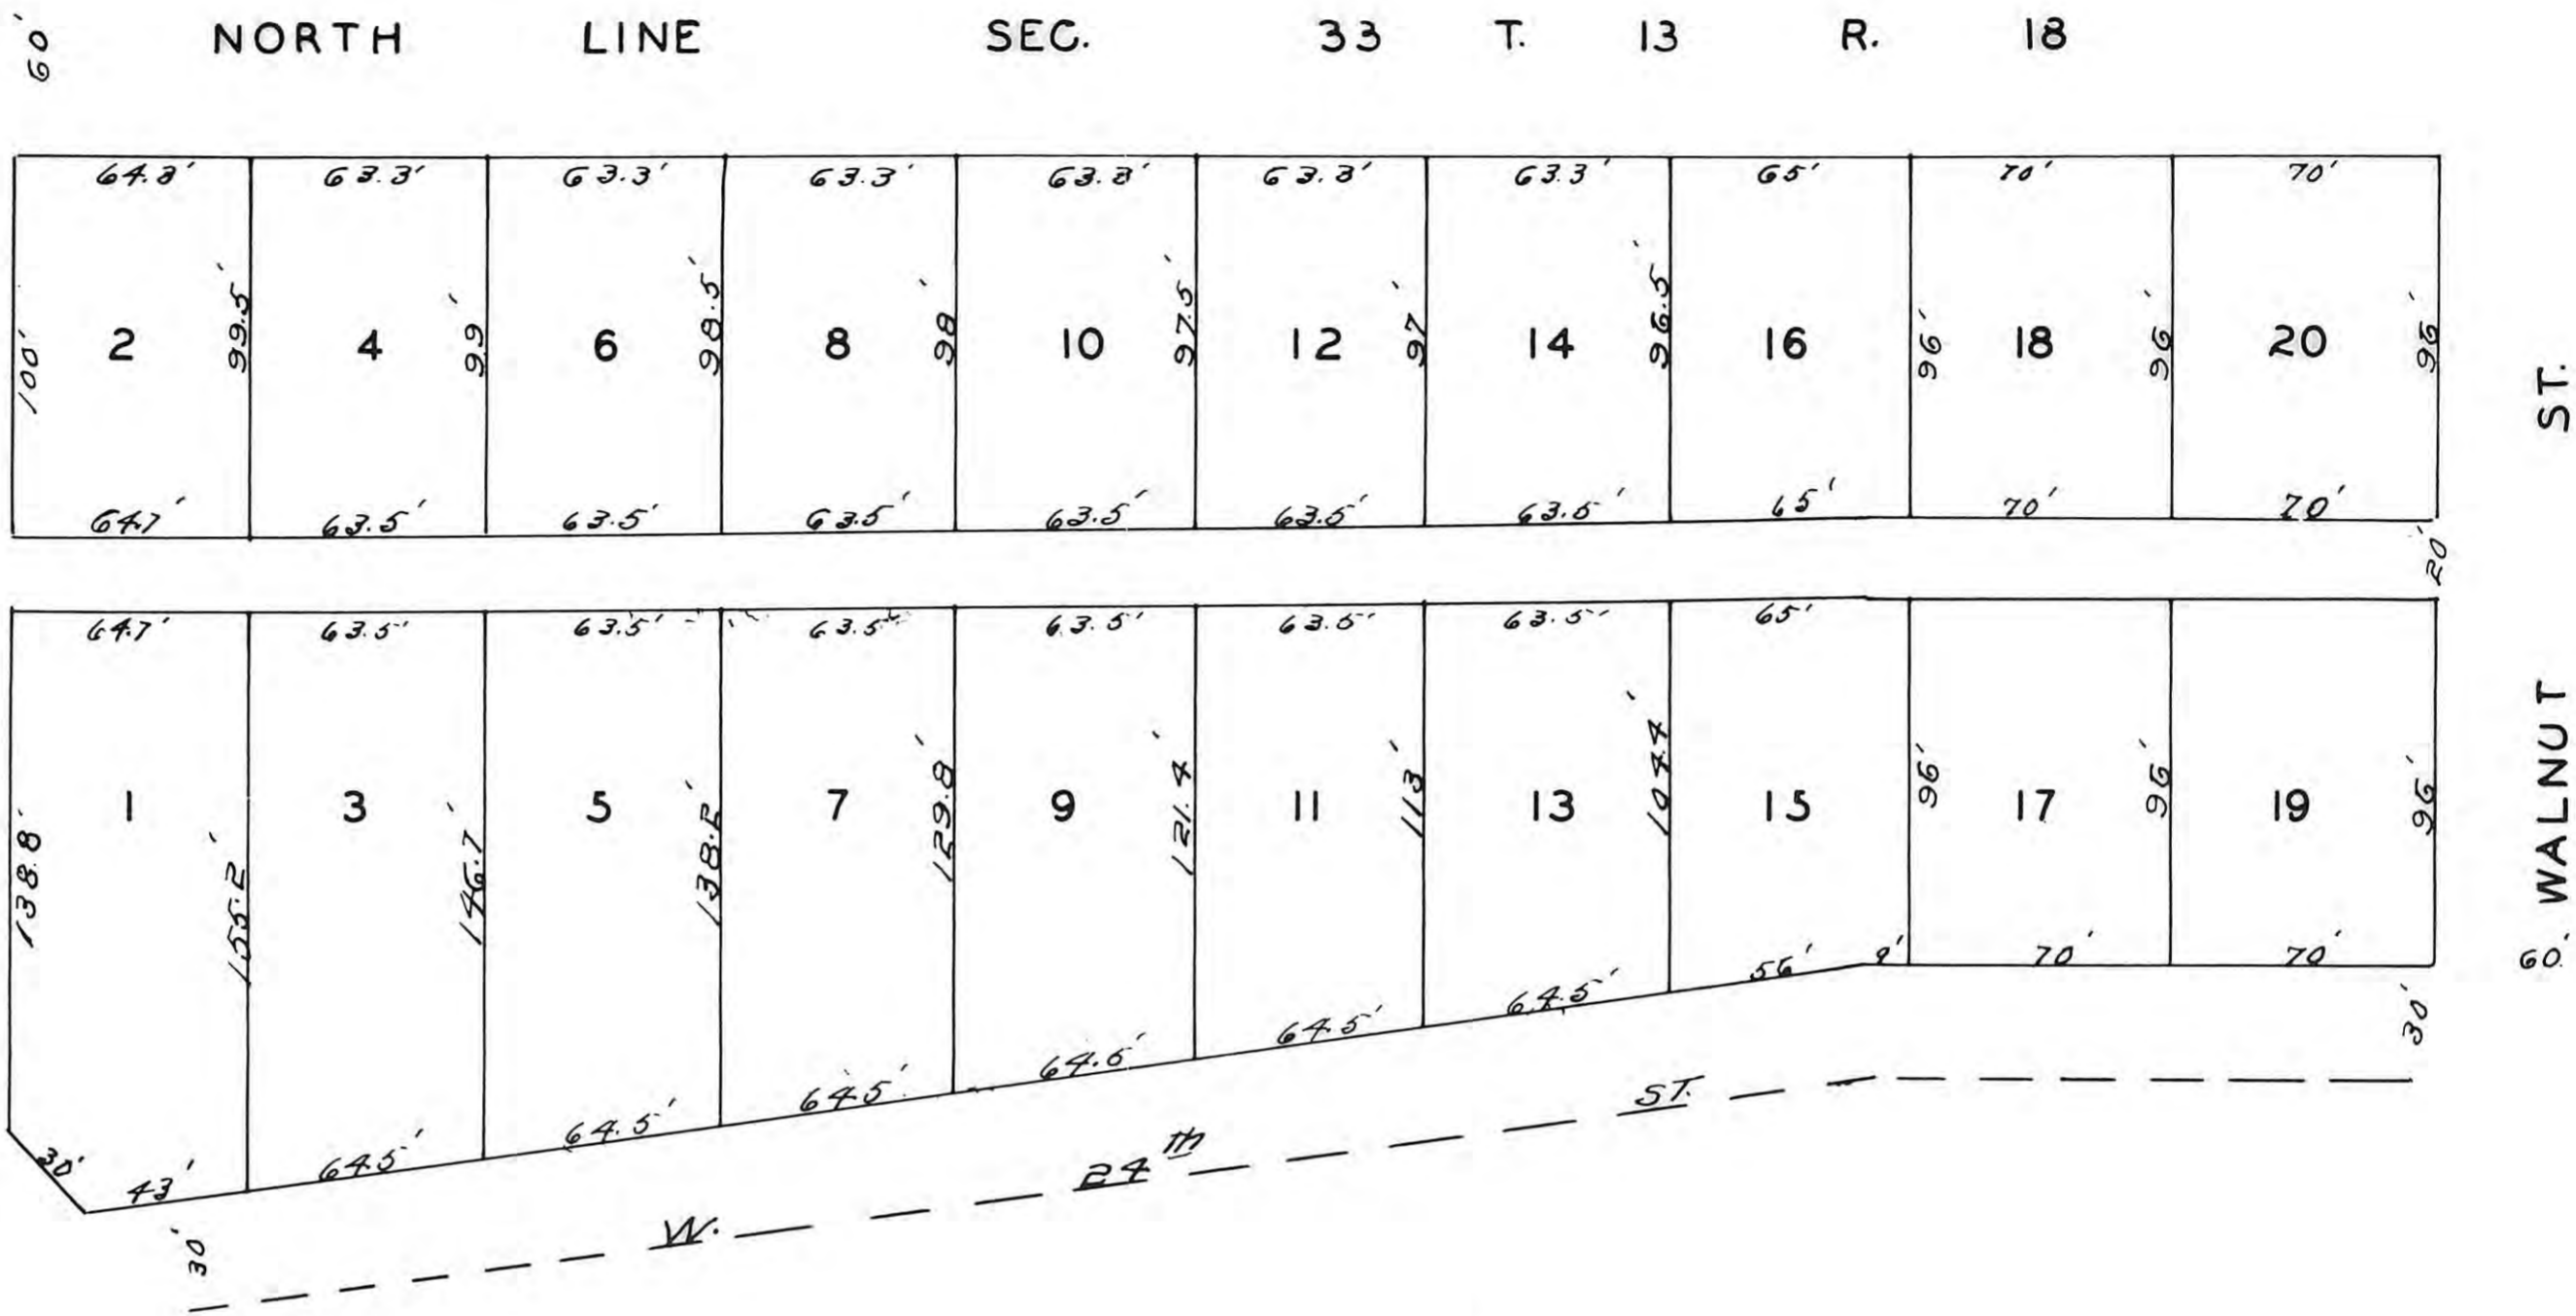 60'
NORTH LINE SEC. 33 T. 13 R. 18
64.3' 63.3' 63.3' 63.3' 63.3' 63.3' 63.3' 65' 70' 70'
100' 2 99.5' 4 99' 6 98.5' 8 98' 10 97.5' 12 97' 14 96.5' 16 96' 18 96' 20 96'
64.7' 63.5' 63.5' 63.5' 63.5' 63.5' 63.5' 65' 70' 70'
20'
64.7' 63.5' 63.5' 63.5' 63.5' 63.5' 63.5' 65'
138.8' 1 155.2' 3 146.7' 5 138.2' 7 129.8' 9 121.4' 11 113' 13 104.4' 15 96' 17 96' 19 96'
30' 43' 64.5' 64.5' 64.5' 64.5' 64.5' 64.5' 56' 9' 70' 70'
30'
30'
W. 24th ST.
60' WALNUT ST.